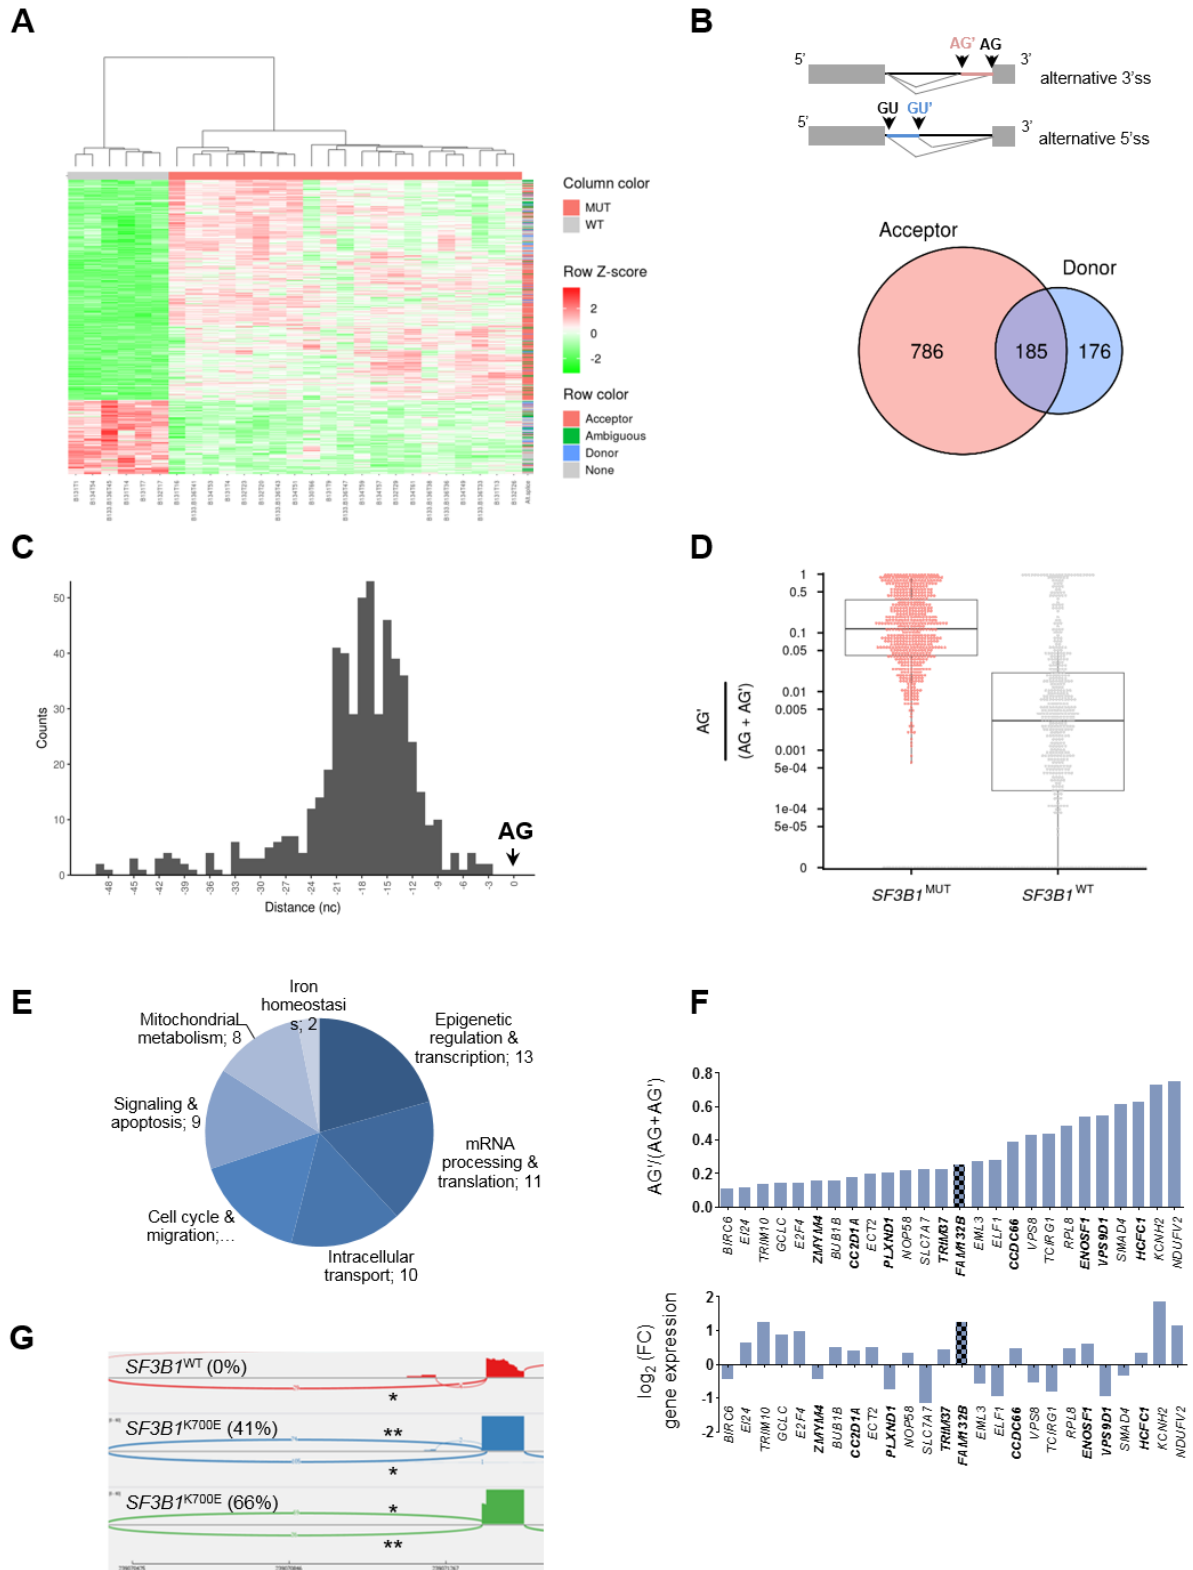 A
Column color
MUT
WT
Row Z-score
2
0
-2
Row color
Acceptor
Ambiguous
Donor
None
B
AG' AG
5' 3'
alternative 3'ss
GU GU'
5' 3'
alternative 5'ss
Acceptor
Donor
786 185 176
C
Counts
50
40
30
20
10
0
AG
-48 -45 -42 -39 -36 -33 -30 -27 -24 -21 -18 -15 -12 -9 -6 -3 0
Distance (nc)
D
AG'
(AG + AG')
1
0.5
0.1
0.05
0.01
0.005
0.001
5e-04
1e-04
5e-05
0
SF3B1MUT SF3B1WT
E
Iron
homeostasi
s; 2
Mitochondrial
metabolism; 8
Epigenetic
regulation &
transcription; 13
Signaling &
apoptosis; 9
mRNA
processing &
translation; 11
Cell cycle &
migration;...
Intracellular
transport; 10
F
AG'/(AG+AG')
0.8
0.6
0.4
0.2
0.0
BIRC6 EI24 TRIM10 GCLC E2F4 ZMYM4 BUB1B CC2D1A ECT2 PLXND1 NOP58 SLC7A7 TRIM37 FAM132B EML3 ELF1 CCDC66 VPS8 TCIRG1 RPL8 ENOSF1 VPS9D1 SMAD4 HCFC1 KCNH2 NDUFV2
log2 (FC)
gene expression
2
1
0
-1
-2
BIRC6 EI24 TRIM10 GCLC E2F4 ZMYM4 BUB1B CC2D1A ECT2 PLXND1 NOP58 SLC7A7 TRIM37 FAM132B EML3 ELF1 CCDC66 VPS8 TCIRG1 RPL8 ENOSF1 VPS9D1 SMAD4 HCFC1 KCNH2 NDUFV2
G
SF3B1WT (0%)
*
SF3B1K700E (41%)
**
*
SF3B1K700E (66%)
*
**